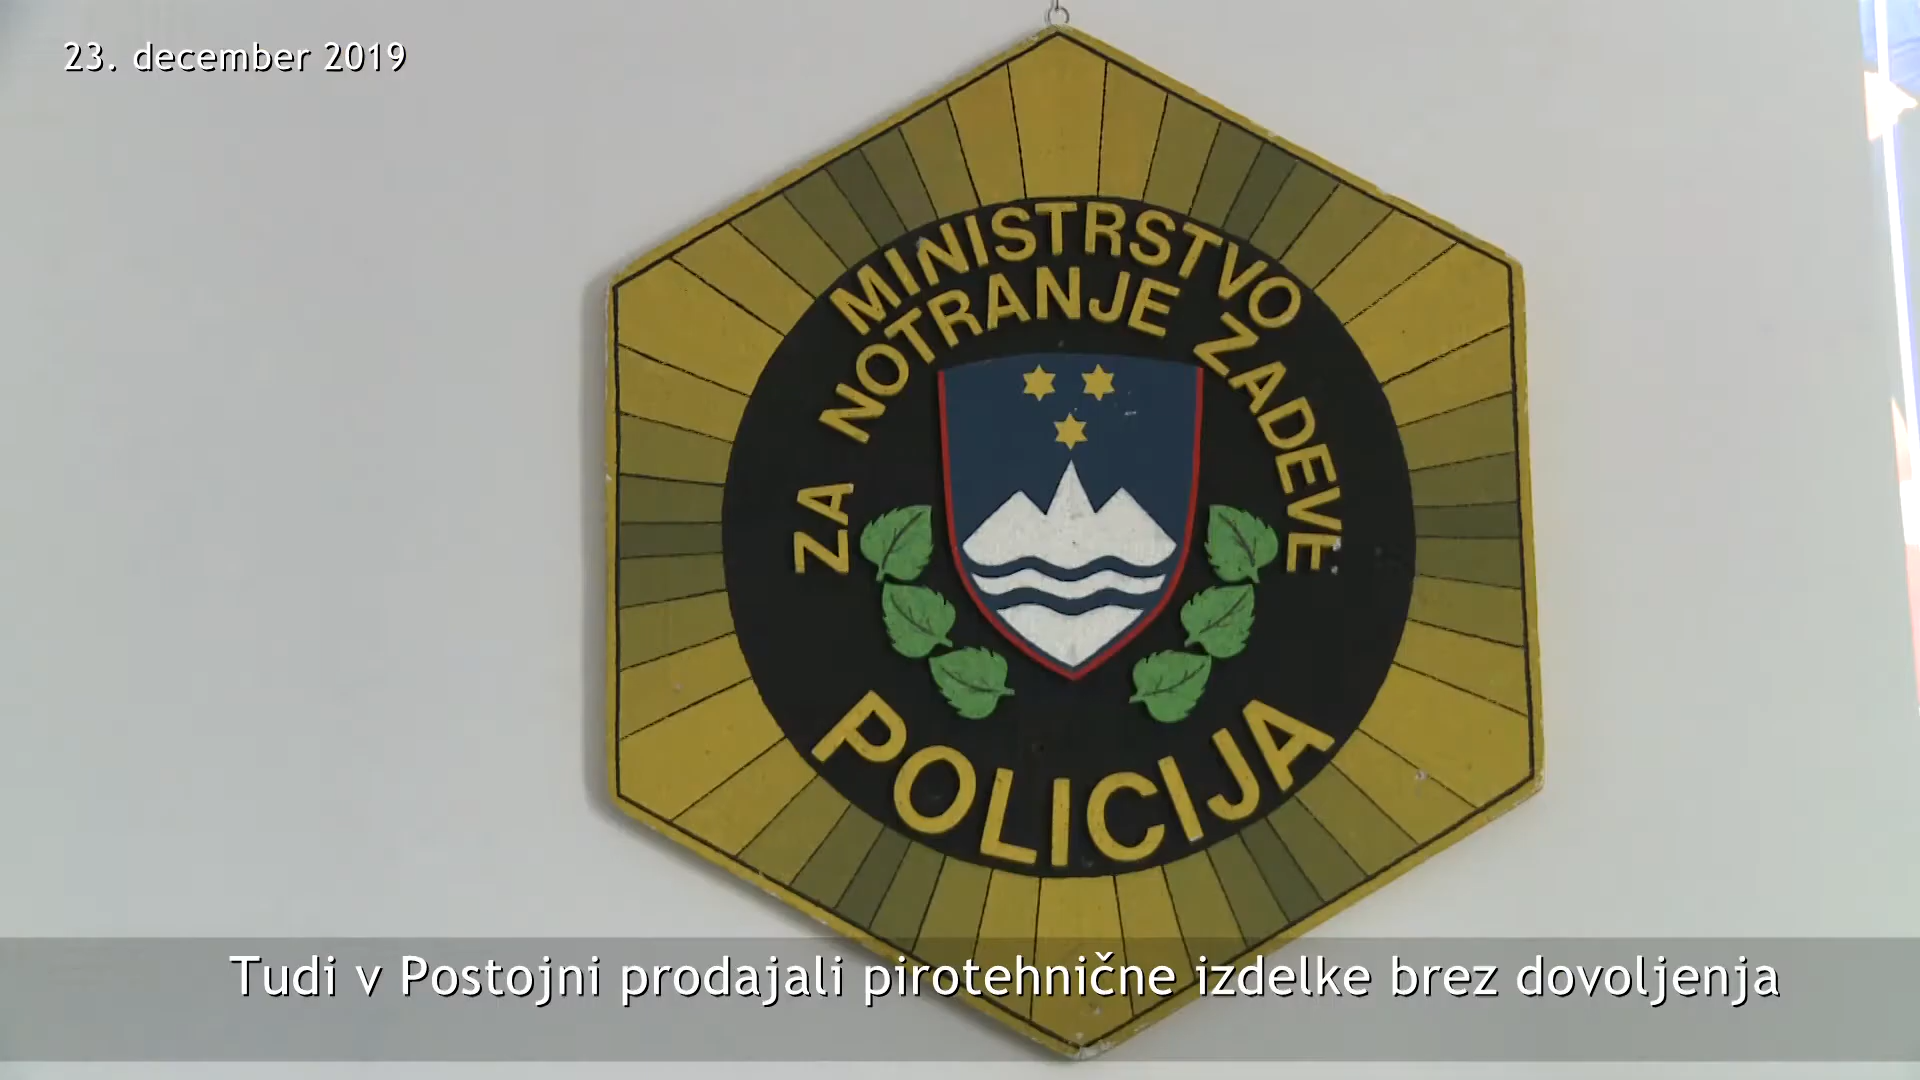 23. december 2019
MINISTRSTVO
ZA NOTRANJE ZADEVE
POLICIJA
Tudi v Postojni prodajali pirotehnične izdelke brez dovoljenja